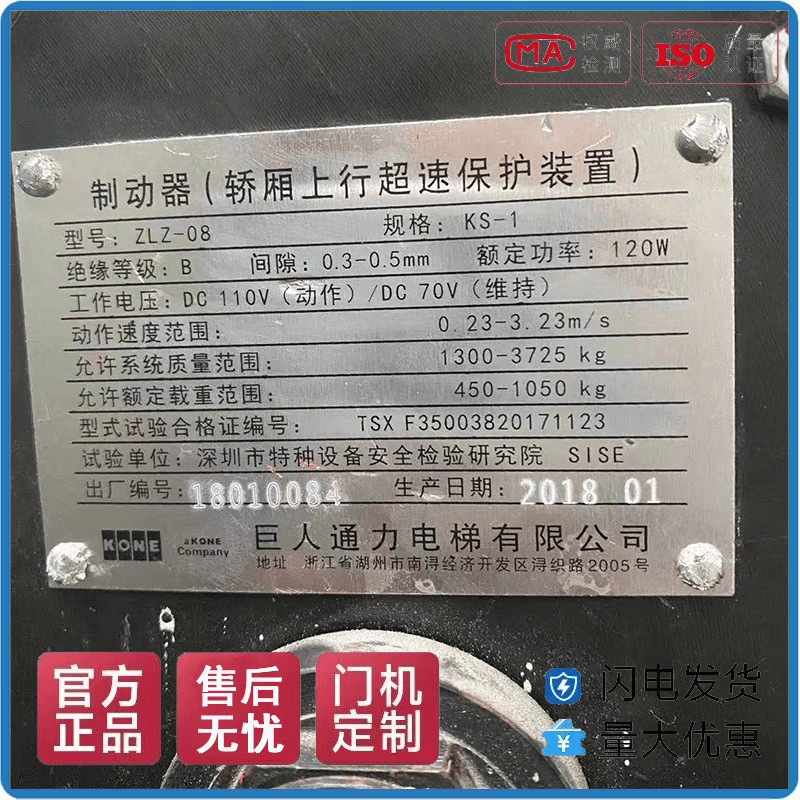 MA 权威检测
ISO 质量认证
制动器(轿厢上行超速保护装置)
型号: ZLZ-08 规格: KS-1
绝缘等级: B 间隙: 0.3-0.5mm 额定功率: 120W
工作电压: DC 110V(动作)/DC 70V(维持)
动作速度范围: 0.23-3.23m/s
允许系统质量范围: 1300-3725 kg
允许额定载重范围: 450-1050 kg
型式试验合格证编号: TSX F35003820171123
试验单位: 深圳市特种设备安全检验研究院 SISE
出厂编号: 18010084 生产日期: 2018 01
KONE a KONE Company 巨人通力电梯有限公司
地址 浙江省湖州市南浔经济开发区浔织路2005号
官方正品
售后无忧
门机定制
闪电发货
¥ 量大优惠